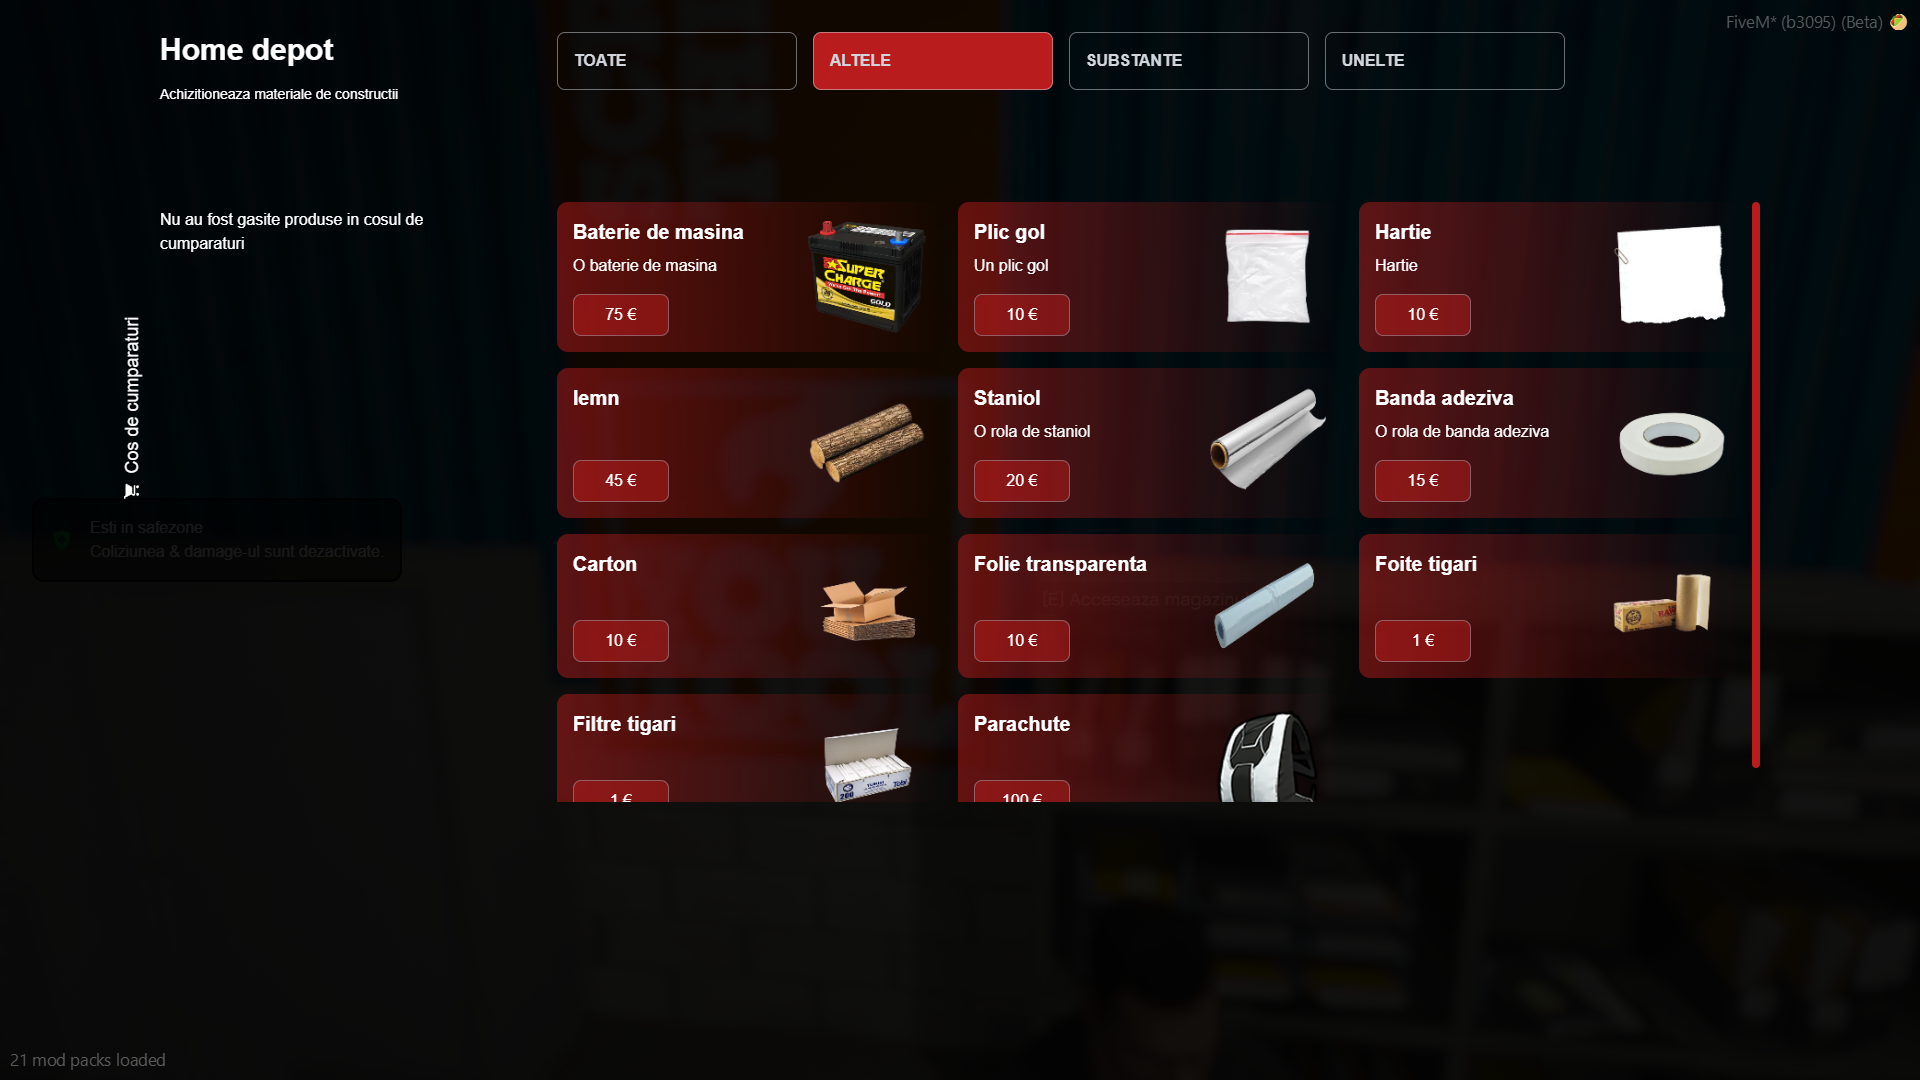 Home depot
Achizitioneaza materiale de constructii
TOATE
ALTELE
SUBSTANTE
UNELTE
FiveM* (b3095) (Beta)
Nu au fost gasite produse in cosul de
cumparaturi
Cos de cumparaturi
Esti in safezone
Coliziunea & damage-ul sunt dezactivate.
Baterie de masina
O baterie de masina
75 €
SUPER
CHARGE
GOLD
Plic gol
Un plic gol
10 €
Hartie
Hartie
10 €
lemn
45 €
Staniol
O rola de staniol
20 €
Banda adeziva
O rola de banda adeziva
15 €
Carton
10 €
Folie transparenta
10 €
[E] Acceseaza magazinu
Foite tigari
1 €
Filtre tigari
1 €
200
Parachute
100 €
21 mod packs loaded